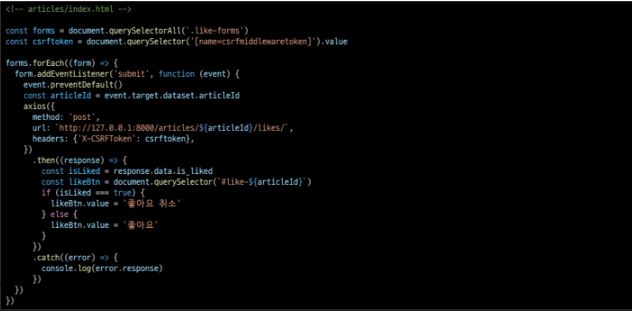 <!-- articles/index.html -->
const forms = document.querySelectorAll('.like-forms')
const csrftoken = document.querySelector('[name=csrfmiddlewaretoken]').value
forms.forEach((form) => {
form.addEventListener('submit', function (event) {
event.preventDefault()
const articleId = event.target.dataset.articleId
axios({
method: 'post',
url: `http://127.0.0.1:8000/articles/${articleId}/likes/`,
headers: {'X-CSRFToken': csrftoken},
})
.then((response) => {
const isLiked = response.data.is_liked
const likeBtn = document.querySelector(`#like-${articleId}`)
if (isLiked === true) {
likeBtn.value = '좋아요 취소'
} else {
likeBtn.value = '좋아요'
}
})
.catch((error) => {
console.log(error.response)
})
})
})